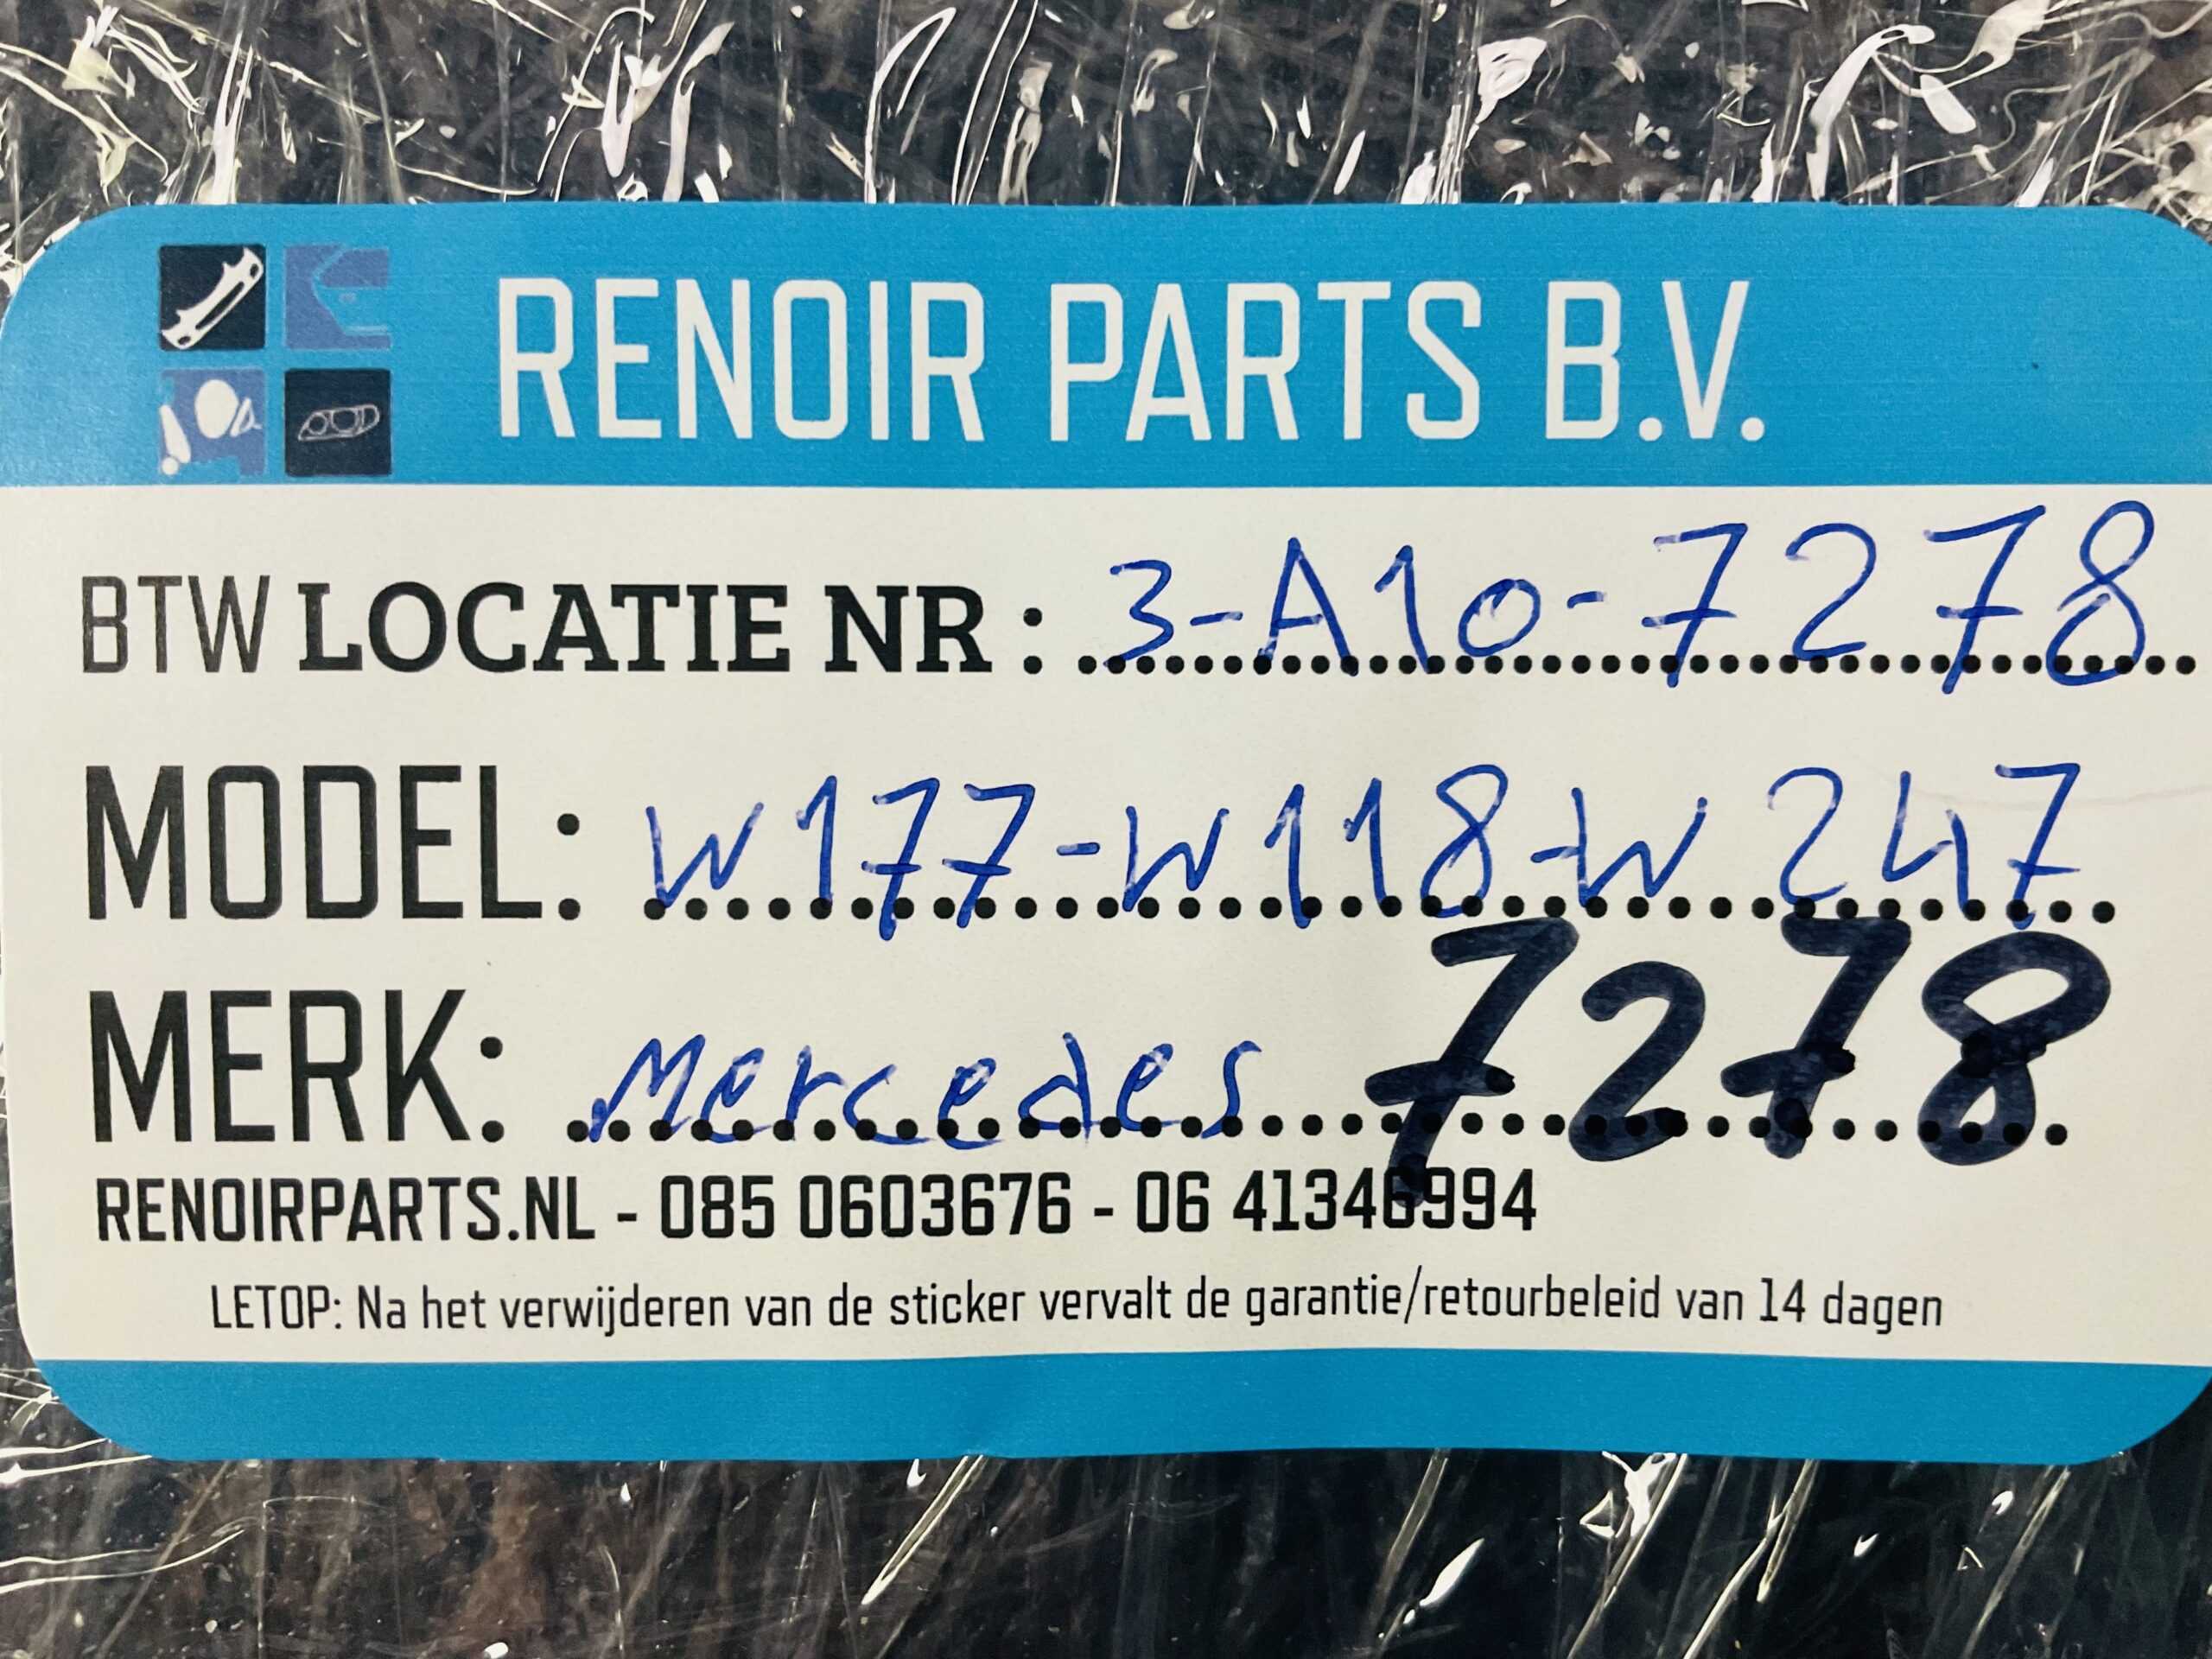 RENOIR PARTS B.V.
BTW LOCATIE NR : 3-A10-7278
MODEL: W177-W118-W247
MERK: Mercedes 7278
RENOIRPARTS.NL - 085 0603676 - 06 41346994
LETOP: Na het verwijderen van de sticker vervalt de garantie/retourbeleid van 14 dagen